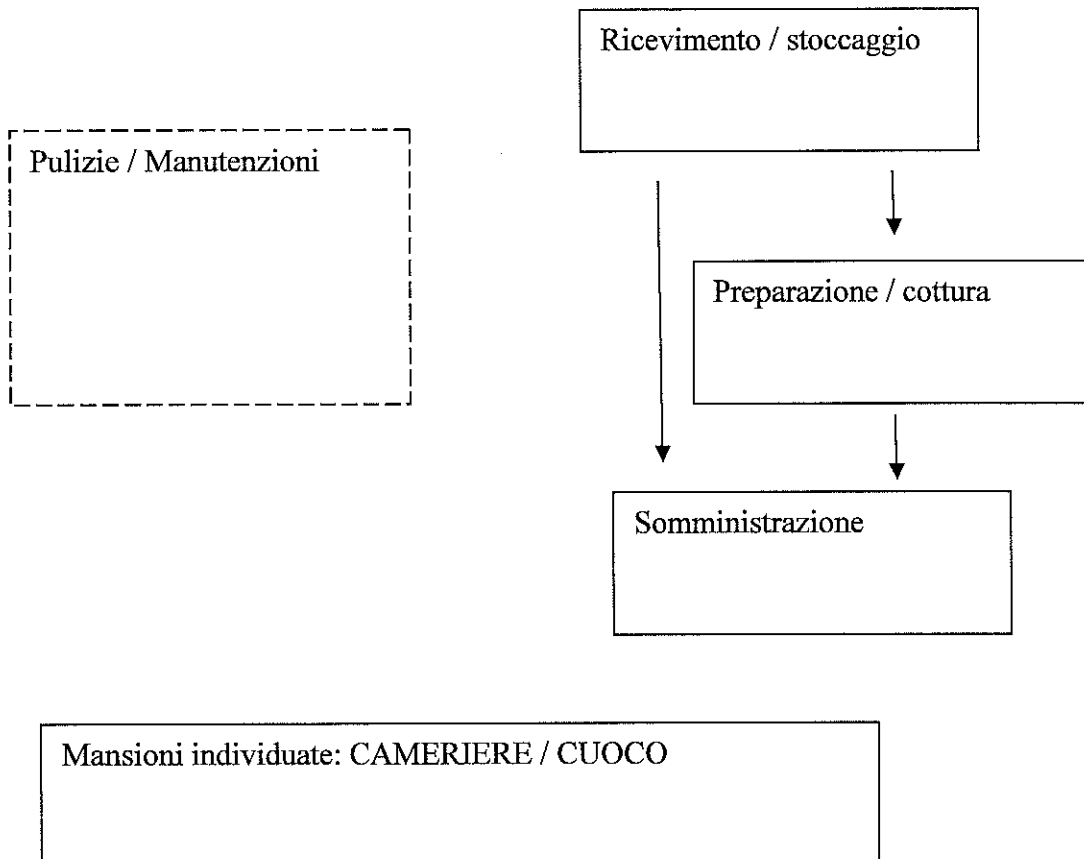 Ricevimento / stoccaggio
Pulizie / Manutenzioni
Preparazione / cottura
Somministrazione
Mansioni individuate: CAMERIERE / CUOCO